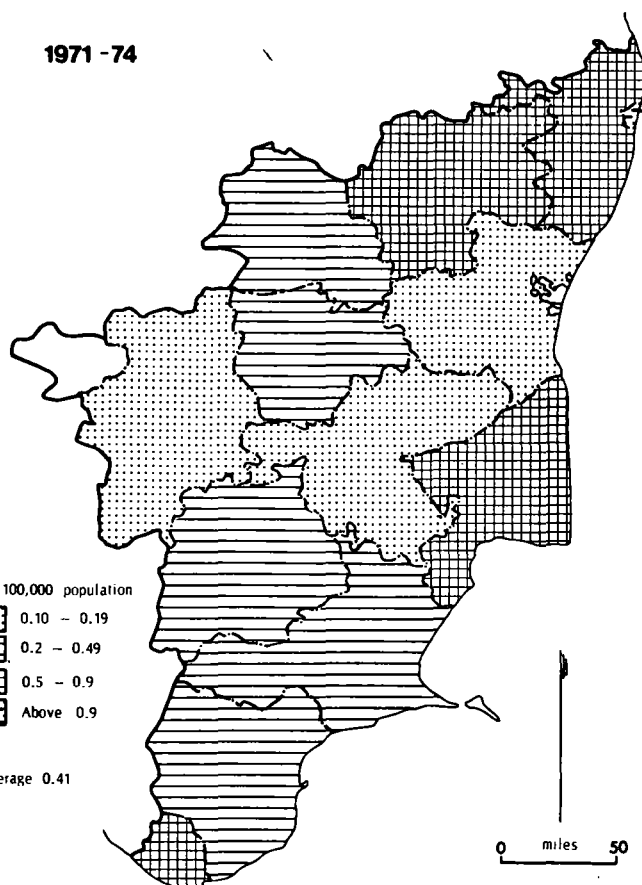 1971 - 74
100,000 population
0.10 - 0.19
0.2 - 0.49
0.5 - 0.9
Above 0.9
erage 0.41
0 miles 50